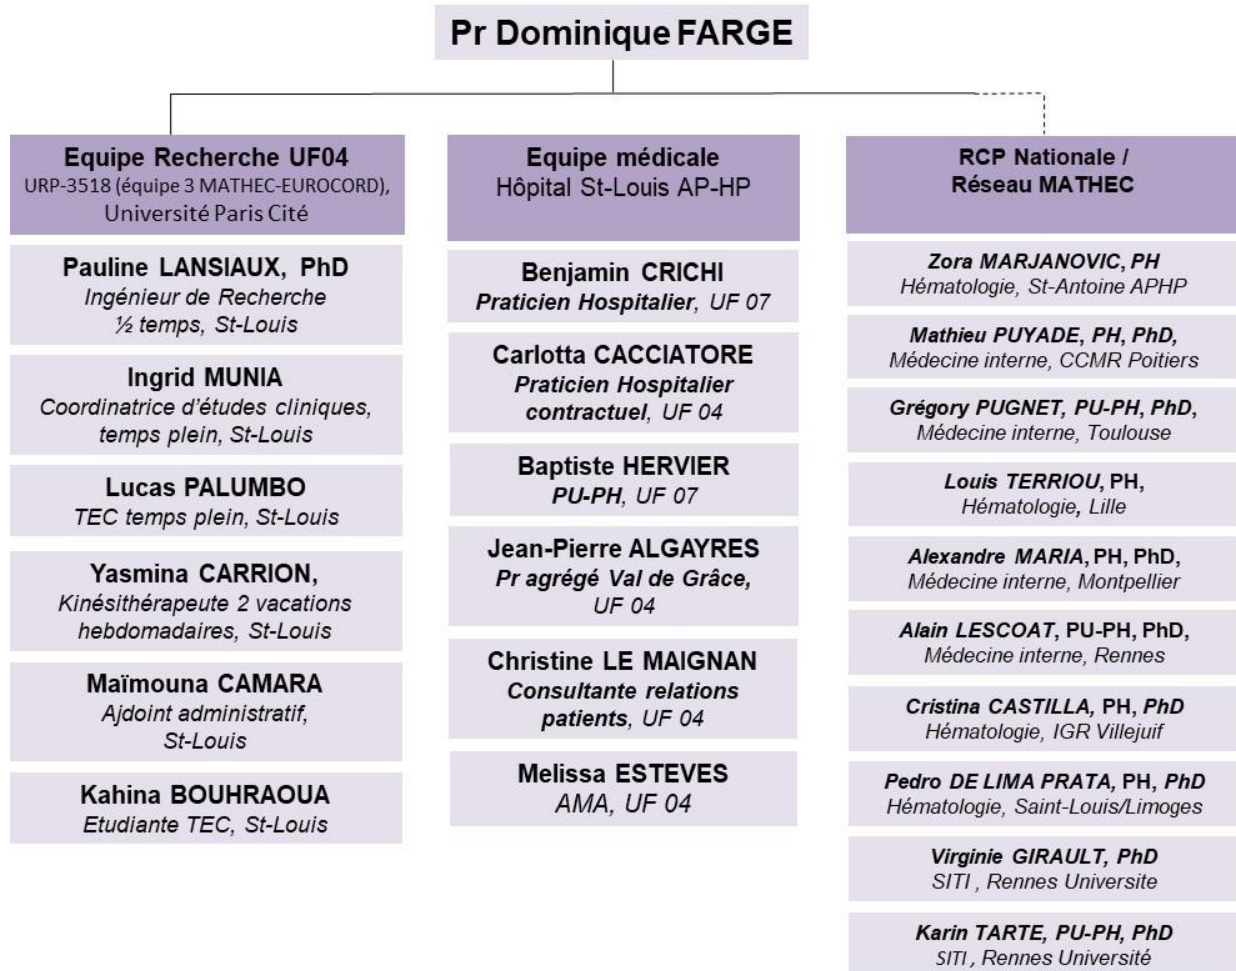 Pr Dominique FARGE
Equipe Recherche UF04
URP-3518 (équipe 3 MATHEC-EUROCORD),
Université Paris Cité
Pauline LANSIAUX, PhD
Ingénieur de Recherche
½ temps, St-Louis
Ingrid MUNIA
Coordinatrice d'études cliniques,
temps plein, St-Louis
Lucas PALUMBO
TEC temps plein, St-Louis
Yasmina CARRION,
Kinésithérapeute 2 vacations
hebdomadaires, St-Louis
Maïmouna CAMARA
Ajdoint administratif,
St-Louis
Kahina BOUHRAOUA
Etudiante TEC, St-Louis
Equipe médicale
Hôpital St-Louis AP-HP
Benjamin CRICHI
Praticien Hospitalier, UF 07
Carlotta CACCIATORE
Praticien Hospitalier
contractuel, UF 04
Baptiste HERVIER
PU-PH, UF 07
Jean-Pierre ALGAYRES
Pr agrégé Val de Grâce,
UF 04
Christine LE MAIGNAN
Consultante relations
patients, UF 04
Melissa ESTEVES
AMA, UF 04
RCP Nationale /
Réseau MATHEC
Zora MARJANOVIC, PH
Hématologie, St-Antoine APHP
Mathieu PUYADE, PH, PhD,
Médecine interne, CCMR Poitiers
Grégory PUGNET, PU-PH, PhD,
Médecine interne, Toulouse
Louis TERRIOU, PH,
Hématologie, Lille
Alexandre MARIA, PH, PhD,
Médecine interne, Montpellier
Alain LESCOAT, PU-PH, PhD,
Médecine interne, Rennes
Cristina CASTILLA, PH, PhD
Hématologie, IGR Villejuif
Pedro DE LIMA PRATA, PH, PhD
Hématologie, Saint-Louis/Limoges
Virginie GIRAULT, PhD
SITI , Rennes Universite
Karin TARTE, PU-PH, PhD
SITI , Rennes Université